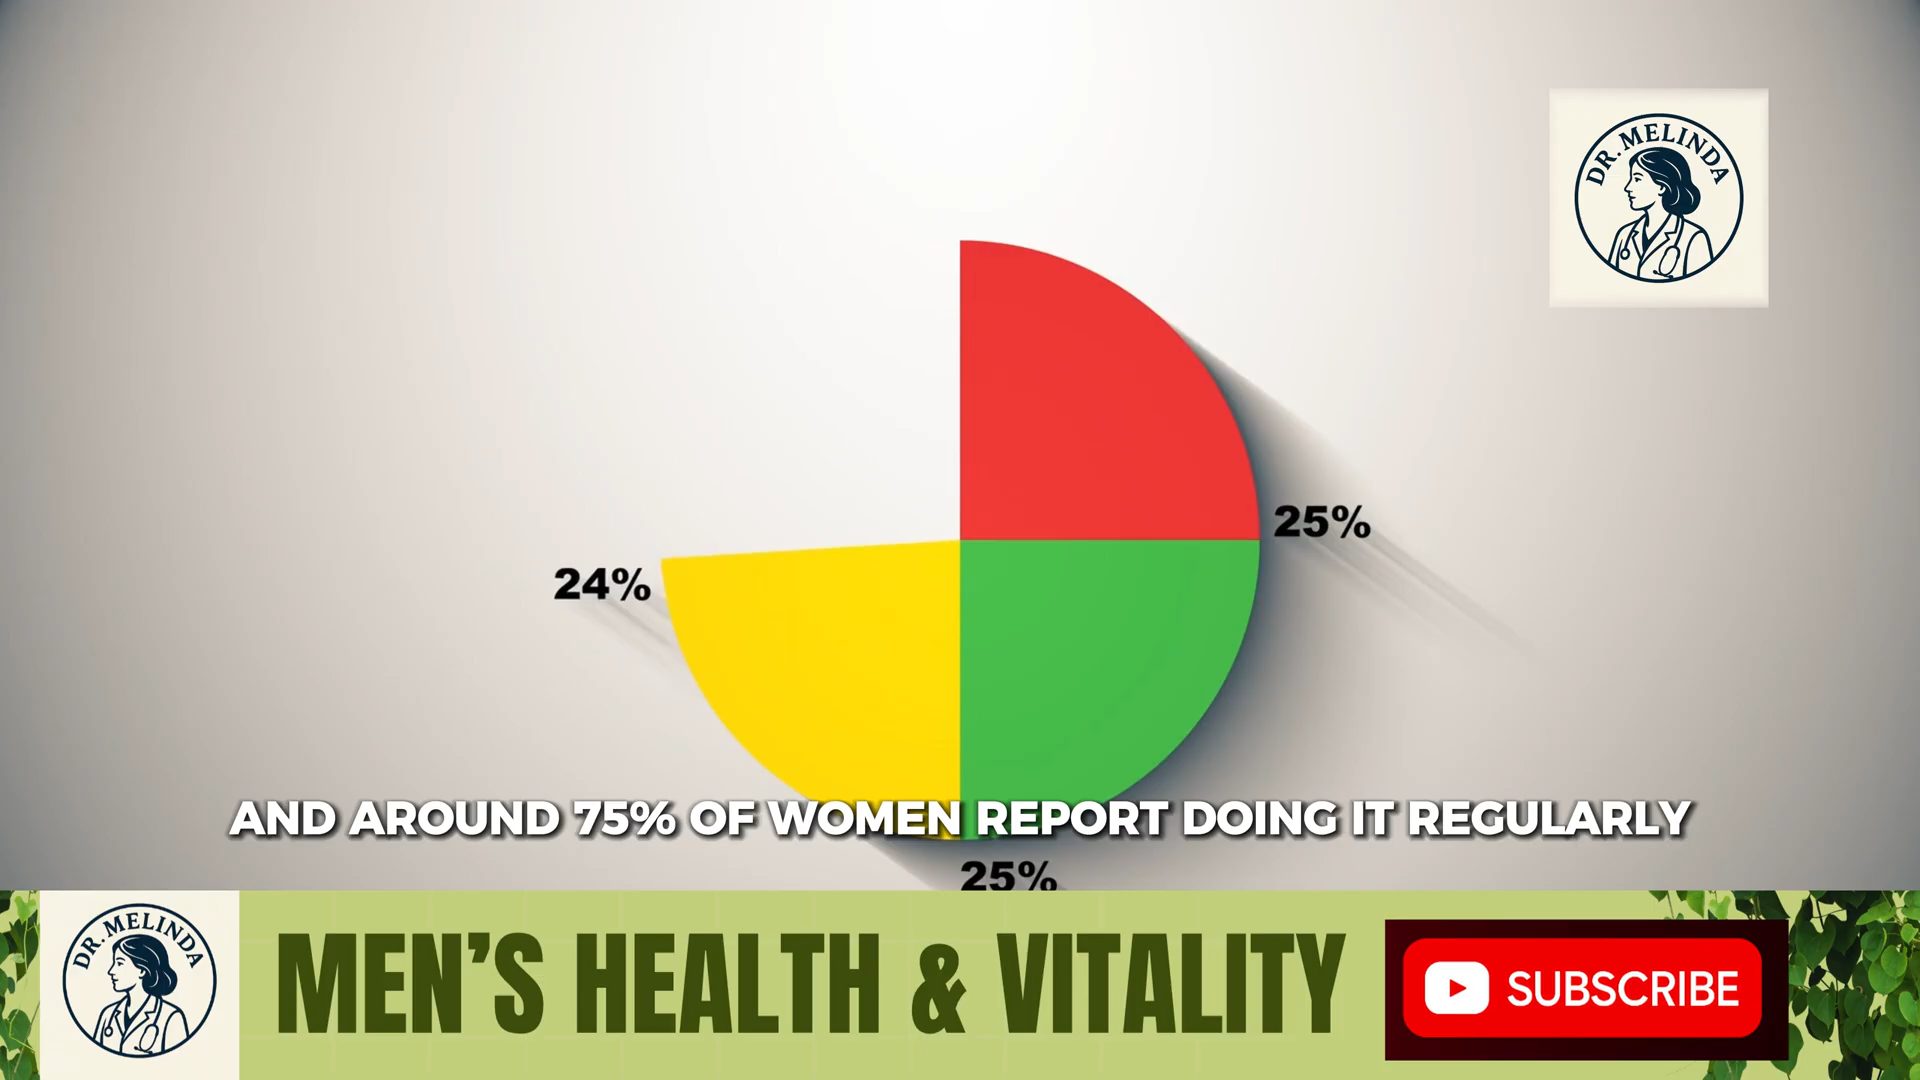 DR. MELINDA
25%
24%
AND AROUND 75% OF WOMEN REPORT DOING IT REGULARLY
25%
DR. MELINDA
MEN'S HEALTH & VITALITY
SUBSCRIBE